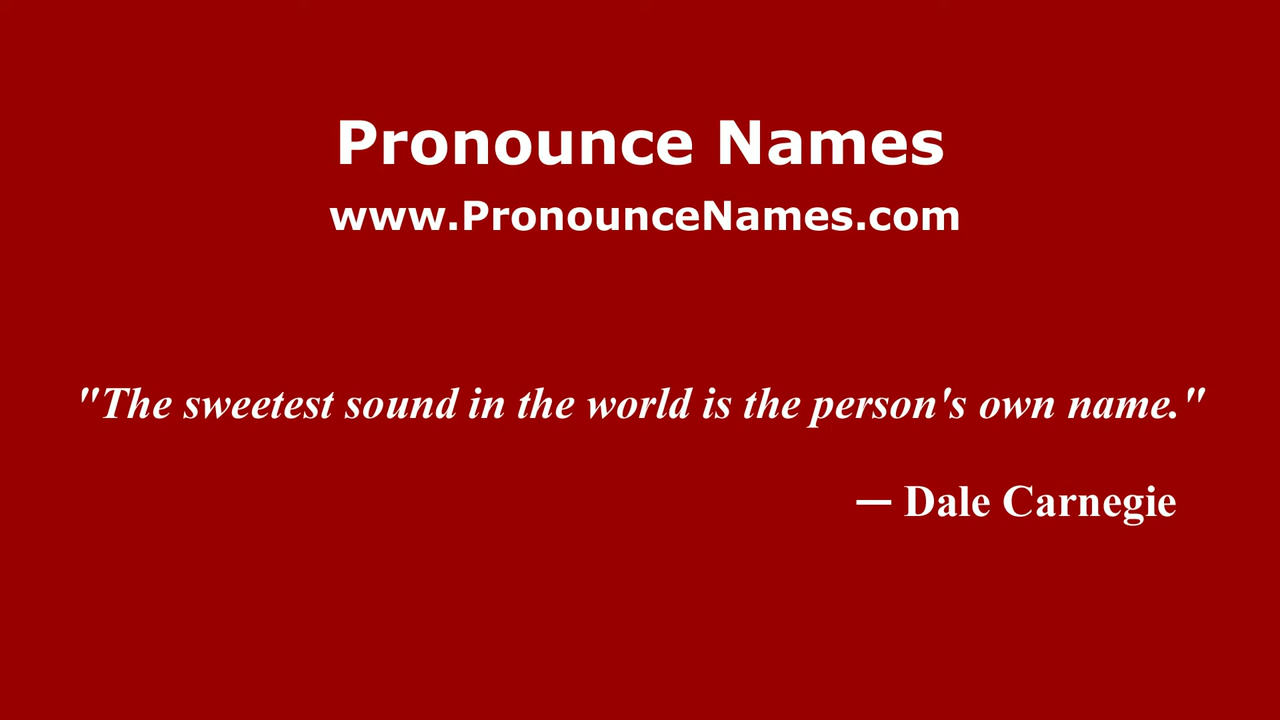 Pronounce Names
www.PronounceNames.com
"The sweetest sound in the world is the person's own name."
— Dale Carnegie